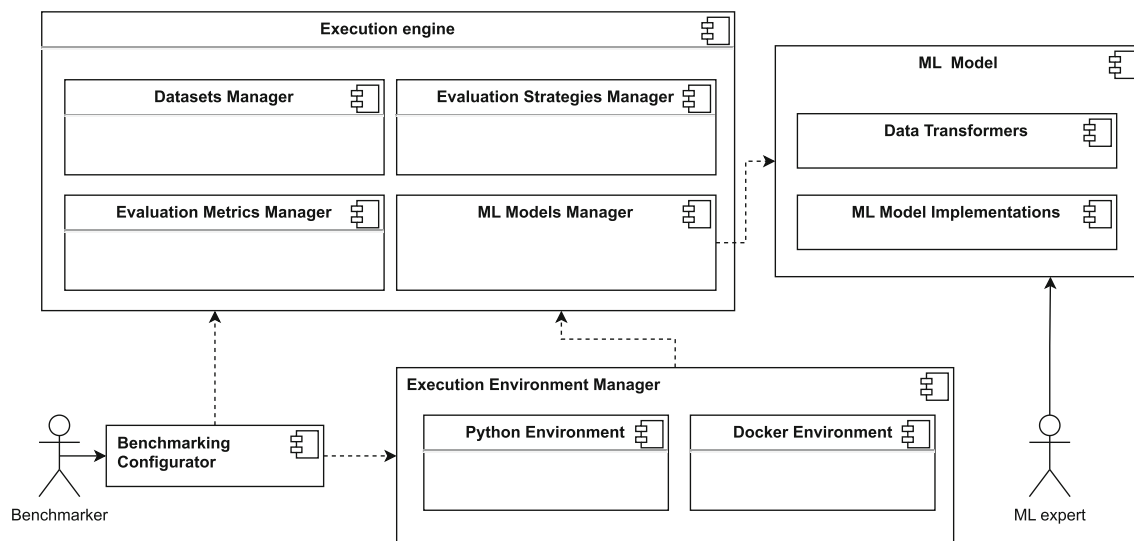 Execution engine
ML Model
Datasets Manager
Evaluation Strategies Manager
Data Transformers
Evaluation Metrics Manager
ML Models Manager
ML Model Implementations
Execution Environment Manager
Python Environment
Docker Environment
Benchmarking
Configurator
Benchmarker
ML expert